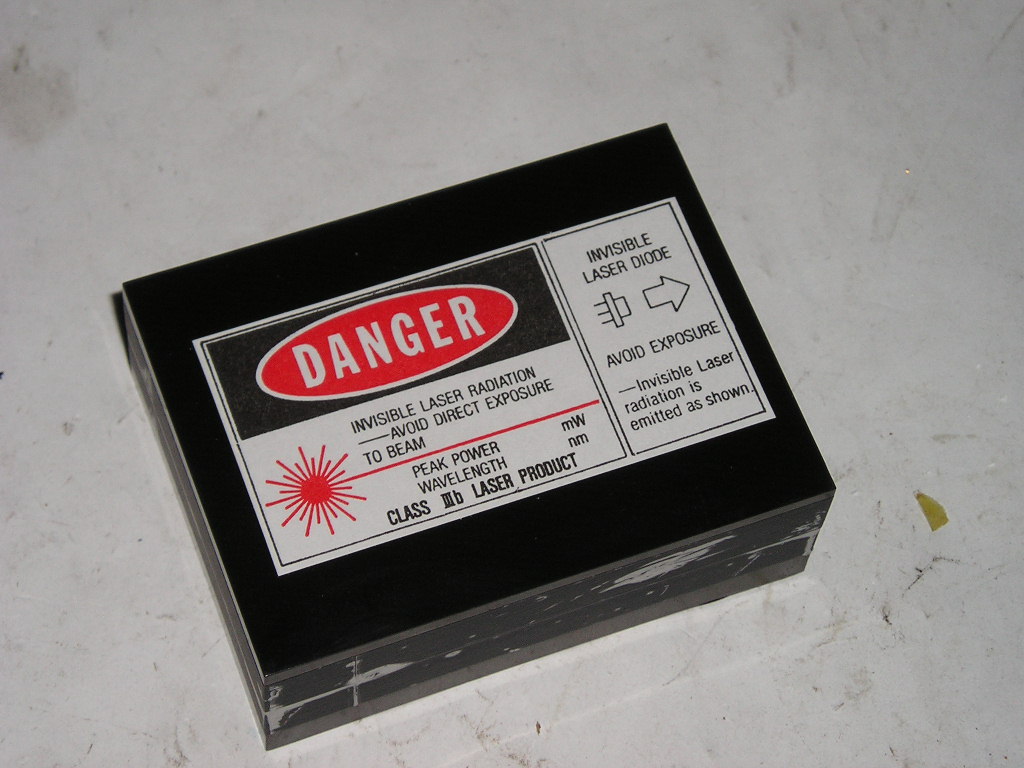 DANGER
INVISIBLE LASER RADIATION
—AVOID DIRECT EXPOSURE
TO BEAM
PEAK POWER mW
WAVELENGTH nm
CLASS IIIb LASER PRODUCT
INVISIBLE
LASER DIODE
AVOID EXPOSURE
—Invisible Laser
radiation is
emitted as shown.